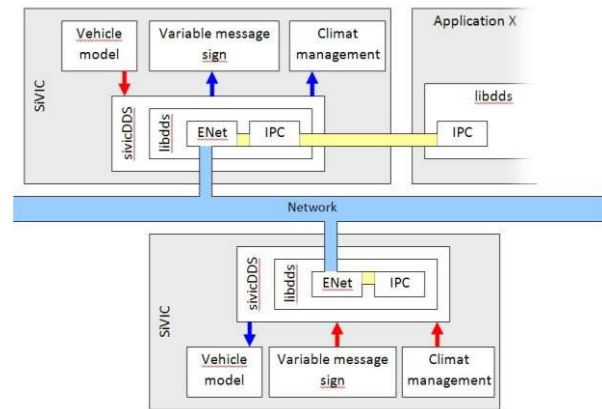 Vehicle
model
Variable message
sign
Climat
management
Application X
SiVIC
sivicDDS
libdds
ENet
IPC
libdds
IPC
Network
SiVIC
sivicDDS
libdds
ENet
IPC
Vehicle
model
Variable message
sign
Climat
management